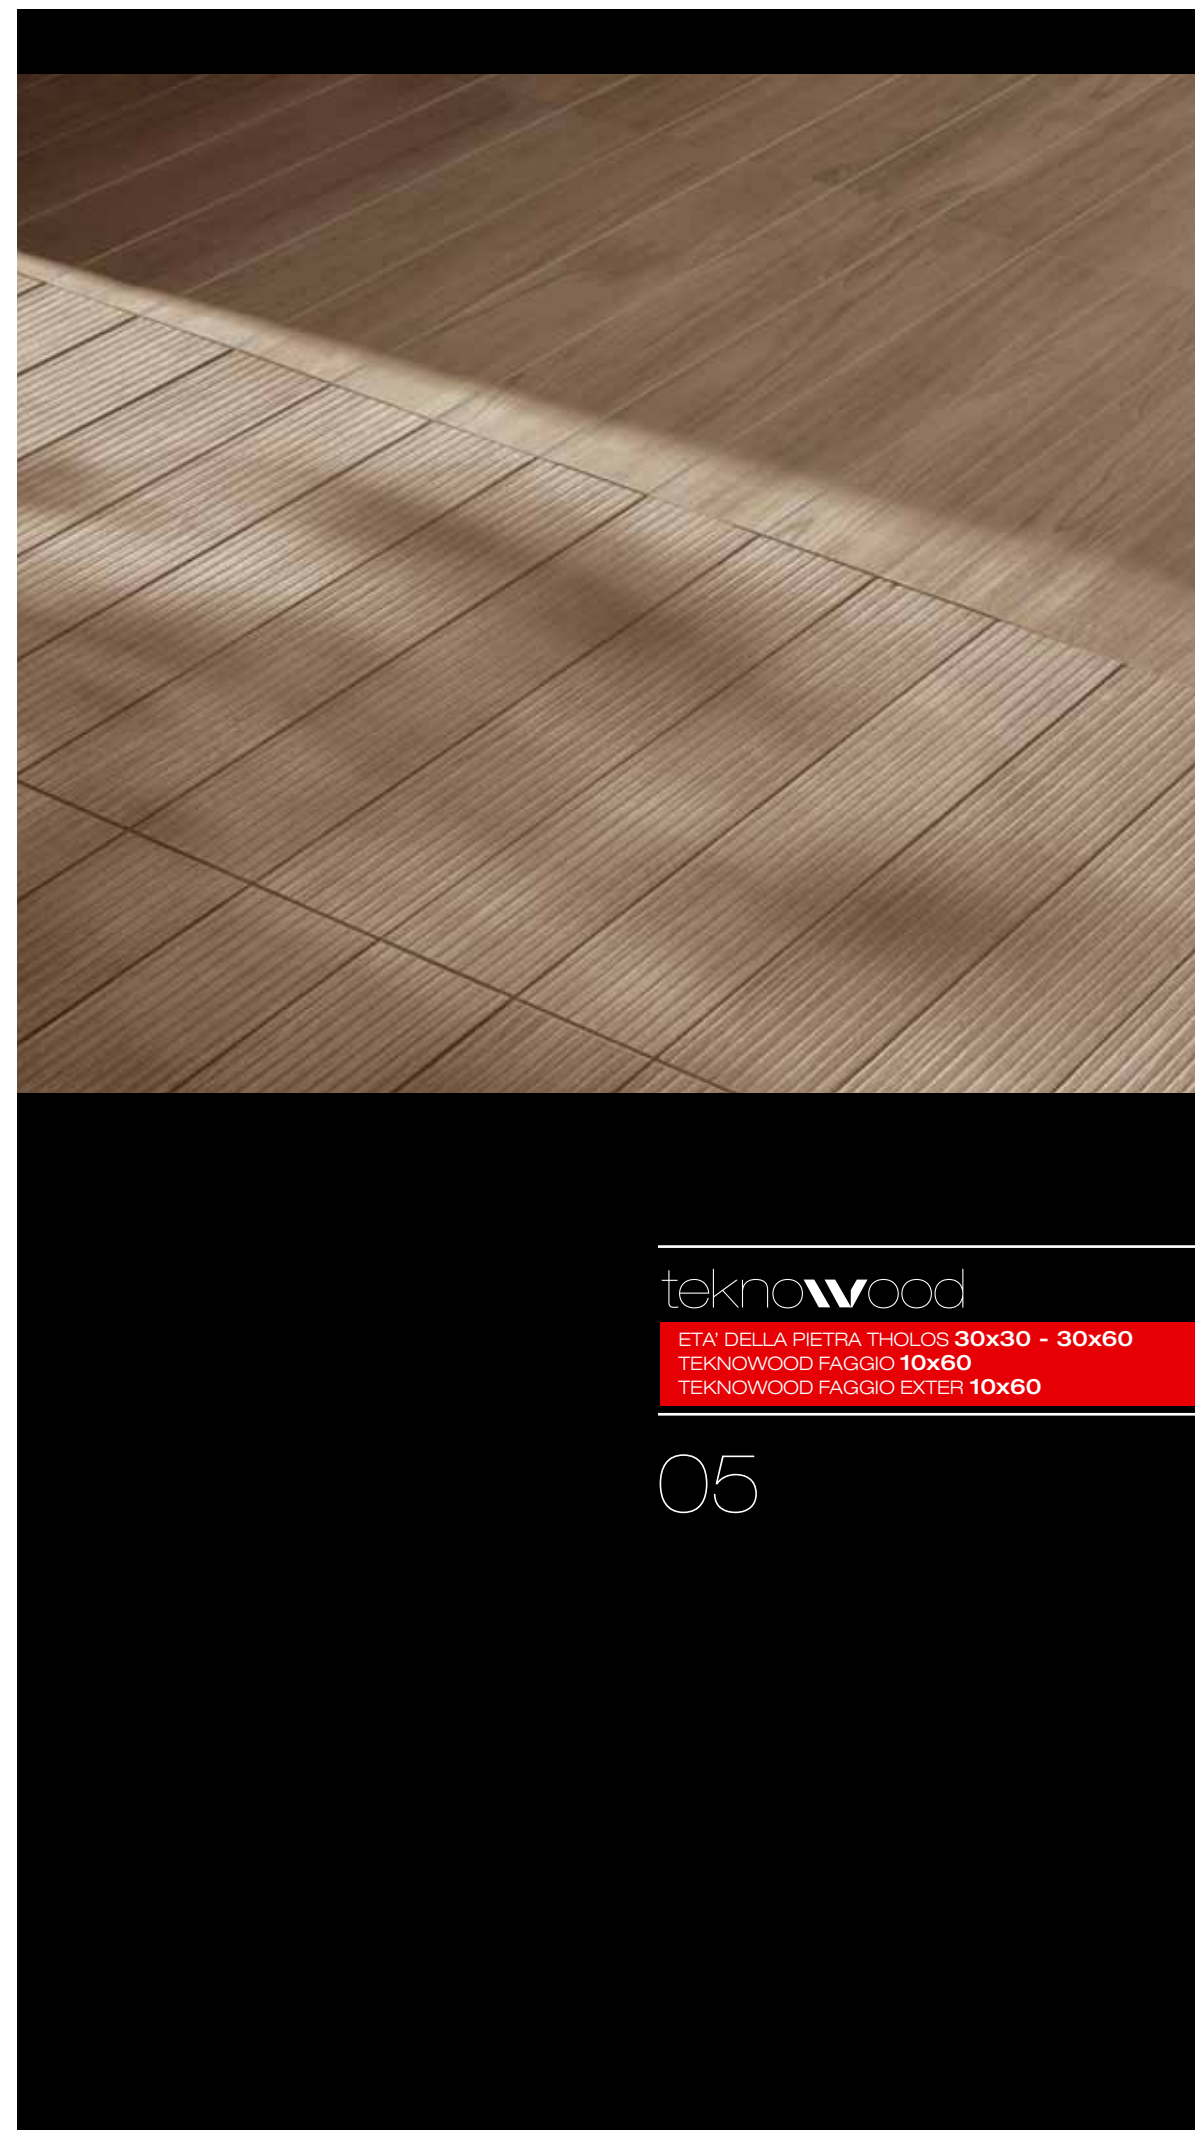 teknowood
ETA' DELLA PIETRA THOLOS 30x30 - 30x60
TEKNOWOOD FAGGIO 10x60
TEKNOWOOD FAGGIO EXTER 10x60
05